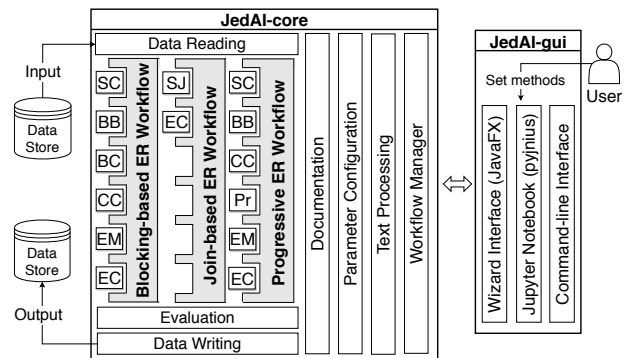 JedAI-core
Data Reading
Input
Data
Store
Data
Store
Output
SC
BB
BC
CC
EM
EC
Blocking-based ER Workflow
SJ
EC
Join-based ER Workflow
SC
BB
CC
Pr
EM
EC
Progressive ER Workflow
Evaluation
Data Writing
Documentation
Parameter Configuration
Text Processing
Workflow Manager
JedAI-gui
Set methods
User
Wizard Interface (JavaFX)
Jupyter Notebook (pyjnius)
Command-line Interface